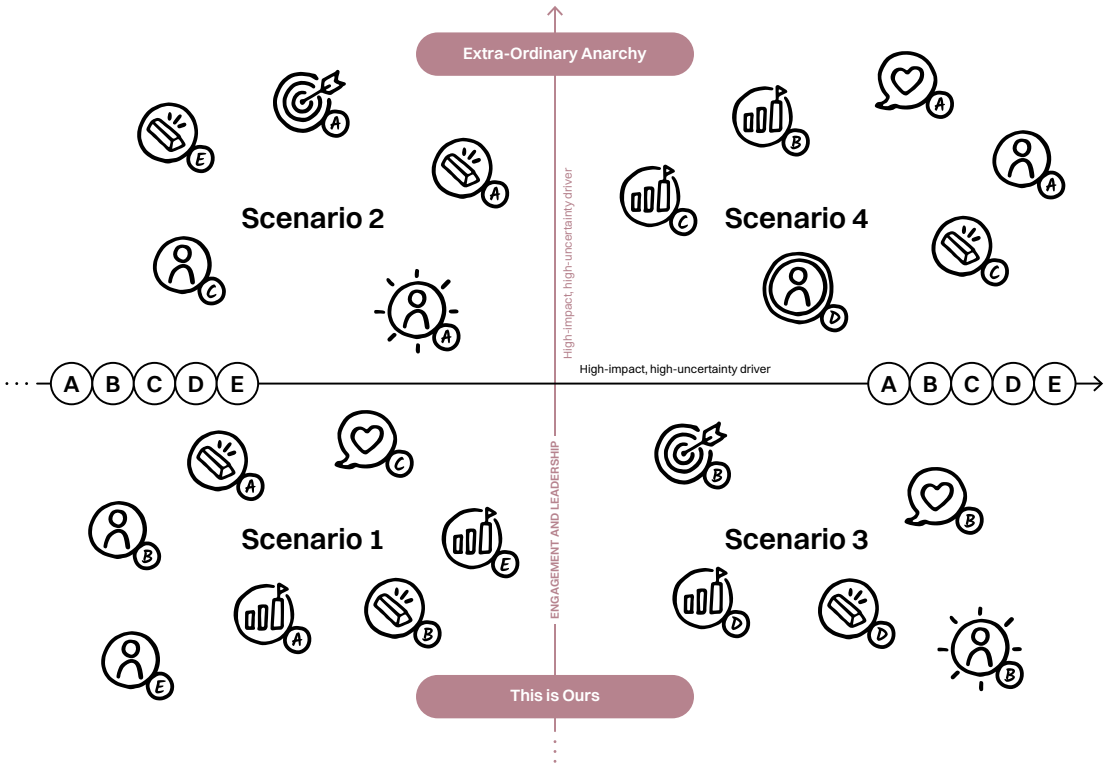 Extra-Ordinary Anarchy
A
B
A
E
A
A
High-impact, high-uncertainty driver
Scenario 2
Scenario 4
C
C
C
D
A
High-impact, high-uncertainty driver
A B C D E
A B C D E
C
B
A
ENGAGEMENT AND LEADERSHIP
B
B
Scenario 1
Scenario 3
E
A
B
D
D
E
B
This is Ours